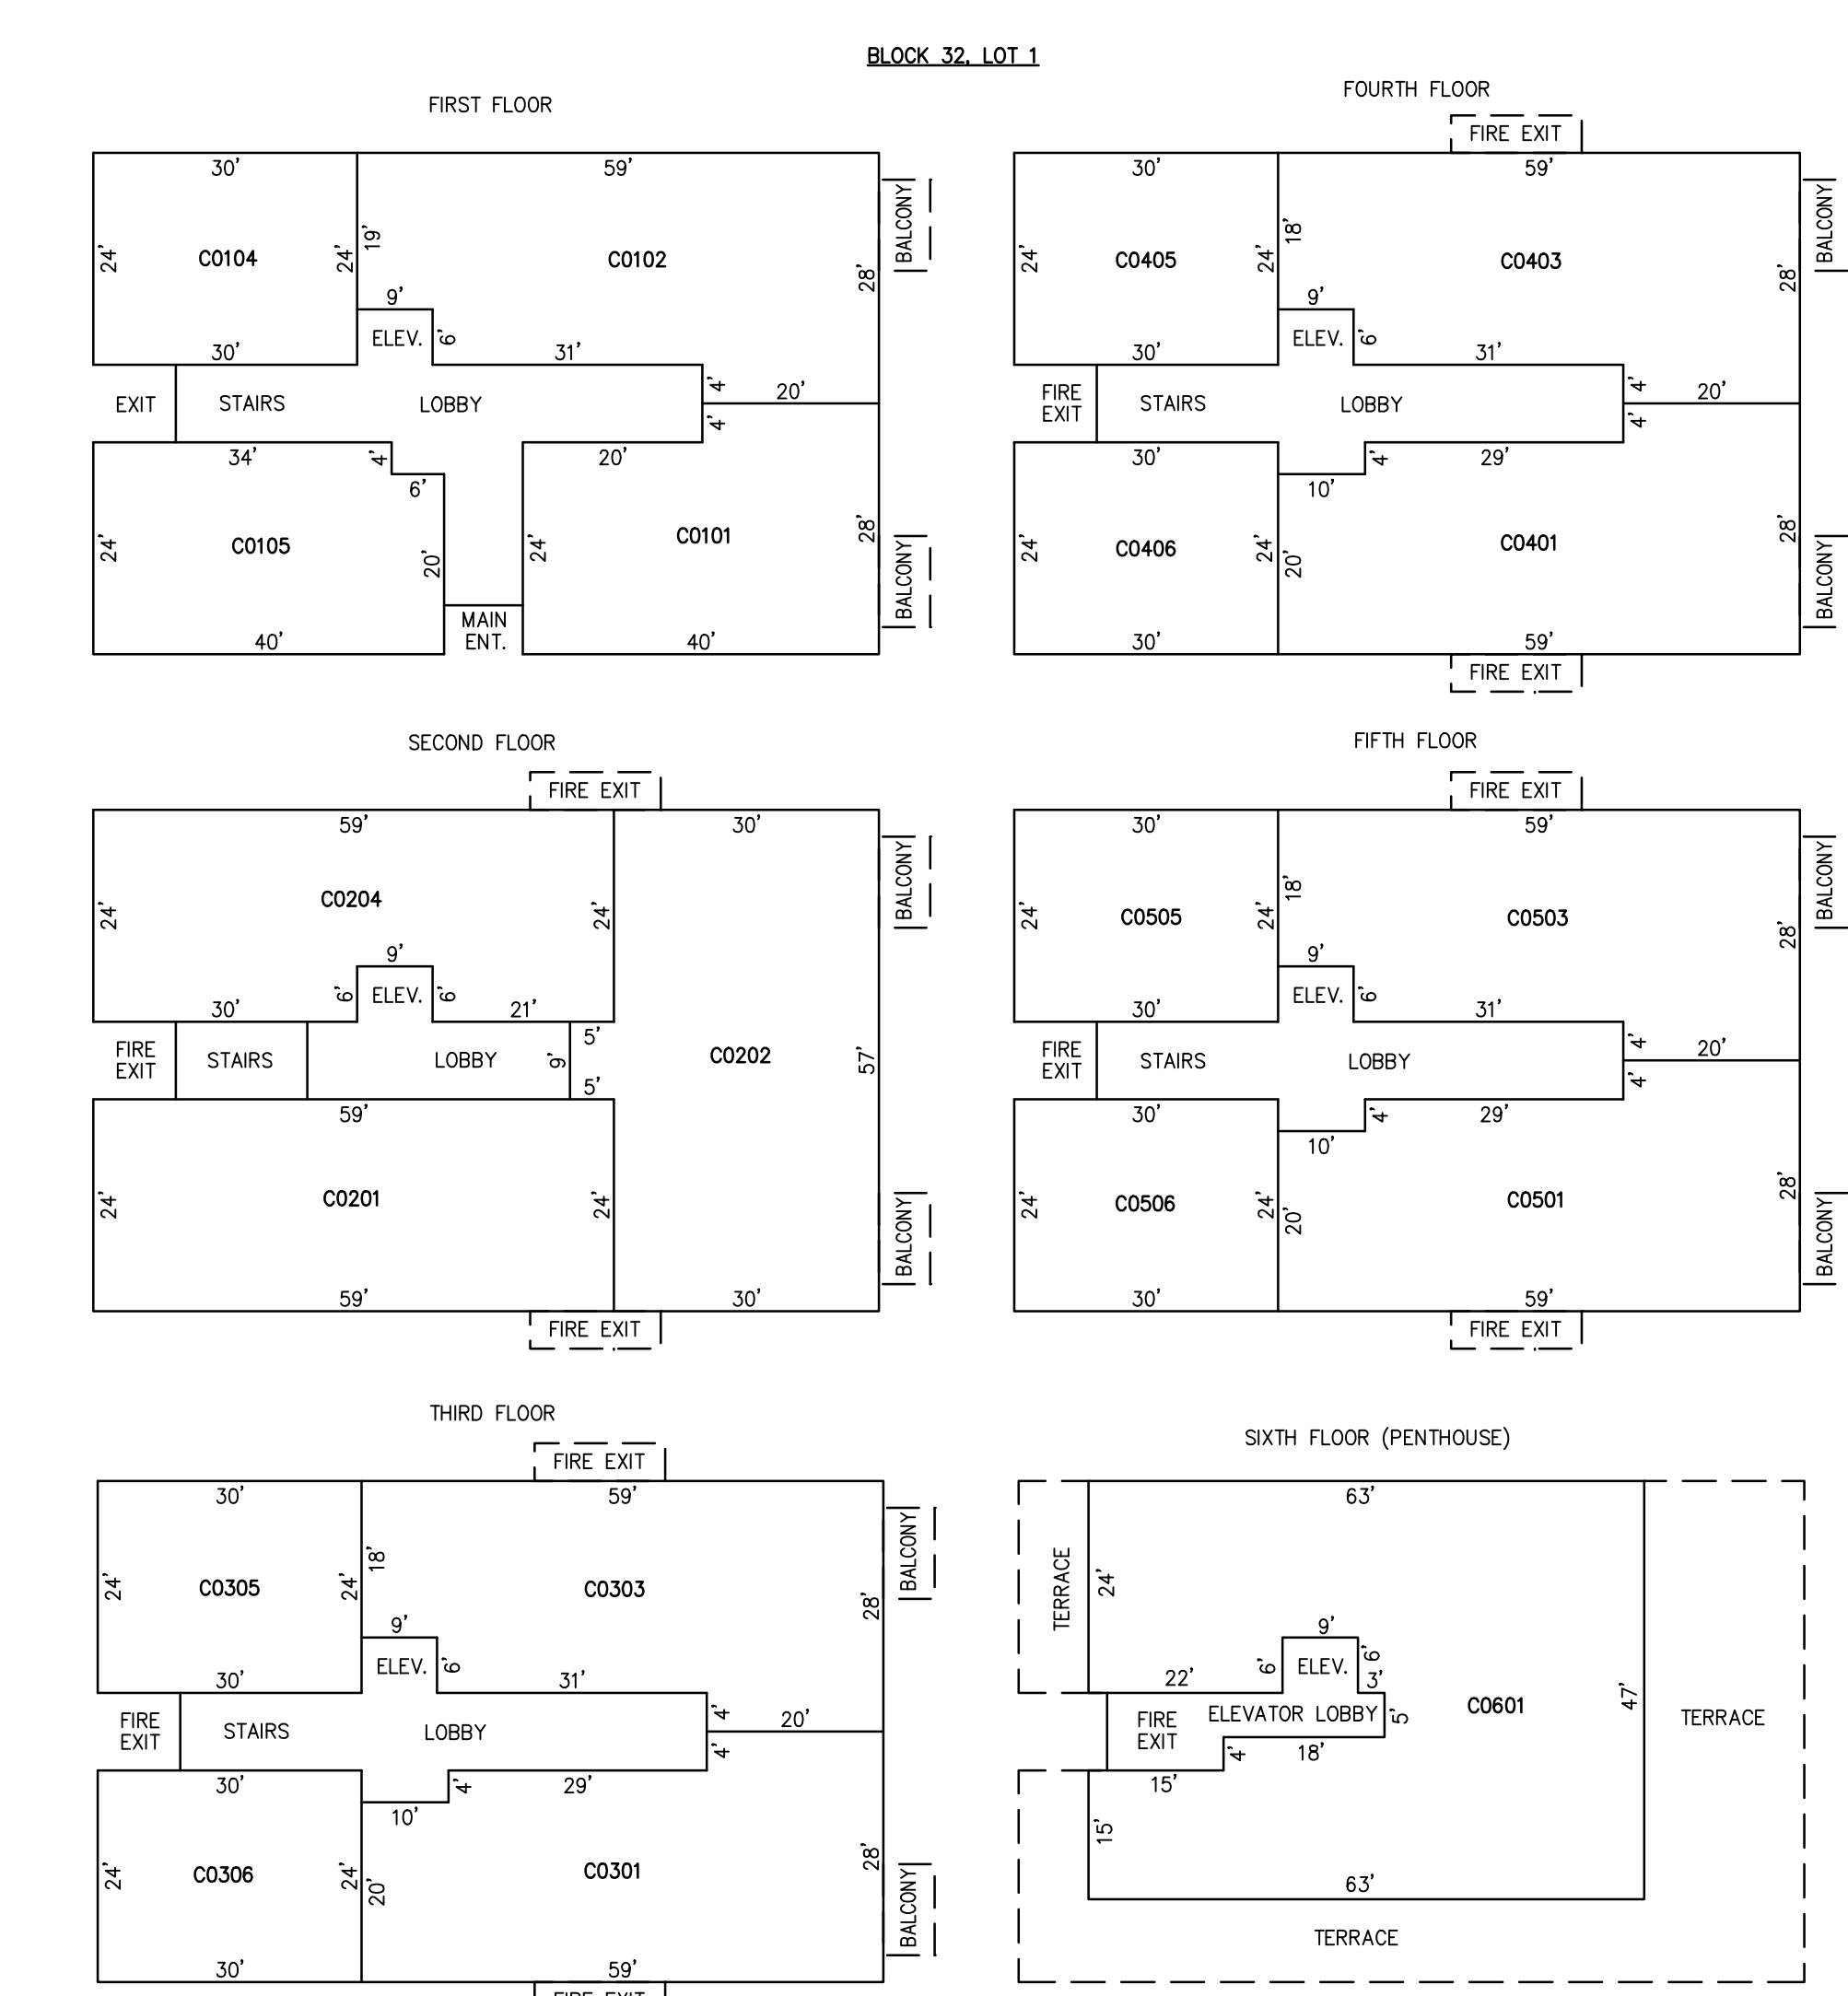 BLOCK 32, LOT 1
FIRST FLOOR
30'
59'
24'
C0104
24'
19'
C0102
28'
BALCONY
9'
ELEV.
6'
30'
31'
4'
20'
EXIT
STAIRS
LOBBY
4'
34'
4'
6'
20'
24'
C0105
20'
24'
C0101
28'
BALCONY
MAIN
ENT.
40'
40'
SECOND FLOOR
FIRE EXIT
59'
30'
24'
C0204
24'
BALCONY
9'
6'
ELEV.
6'
30'
21'
5'
FIRE
EXIT
STAIRS
LOBBY
9'
C0202
57'
5'
59'
24'
C0201
24'
BALCONY
59'
30'
FIRE EXIT
THIRD FLOOR
FIRE EXIT
30'
59'
24'
C0305
24'
18'
C0303
28'
BALCONY
9'
ELEV.
6'
30'
31'
4'
20'
FIRE
EXIT
STAIRS
LOBBY
4'
30'
4'
29'
10'
24'
C0306
24'
20'
C0301
28'
BALCONY
30'
59'
FIRE EXIT
FOURTH FLOOR
FIRE EXIT
30'
59'
24'
C0405
24'
18'
C0403
28'
BALCONY
9'
ELEV.
6'
30'
31'
4'
20'
FIRE
EXIT
STAIRS
LOBBY
4'
30'
4'
29'
10'
24'
C0406
24'
20'
C0401
28'
BALCONY
30'
59'
FIRE EXIT
FIFTH FLOOR
FIRE EXIT
30'
59'
24'
C0505
24'
18'
C0503
28'
BALCONY
9'
ELEV.
6'
30'
31'
4'
20'
FIRE
EXIT
STAIRS
LOBBY
4'
30'
4'
29'
10'
24'
C0506
24'
20'
C0501
28'
BALCONY
30'
59'
FIRE EXIT
SIXTH FLOOR (PENTHOUSE)
63'
TERRACE
24'
9'
6'
ELEV.
6'
22'
3'
FIRE
EXIT
ELEVATOR LOBBY
5'
C0601
47'
TERRACE
4'
18'
15'
15'
63'
TERRACE